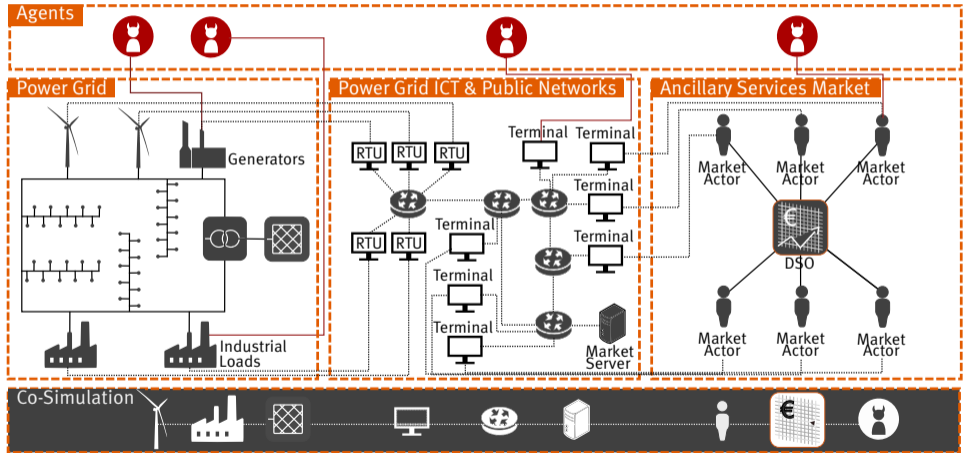 Agents
Power Grid
Power Grid ICT & Public Networks
Ancillary Services Market
Generators
Industrial
Loads
RTU
RTU
RTU
RTU
RTU
Terminal
Terminal
Terminal
Terminal
Terminal
Terminal
Terminal
Market
Server
Market
Actor
Market
Actor
Market
Actor
€
DSO
Market
Actor
Market
Actor
Market
Actor
Co-Simulation
€